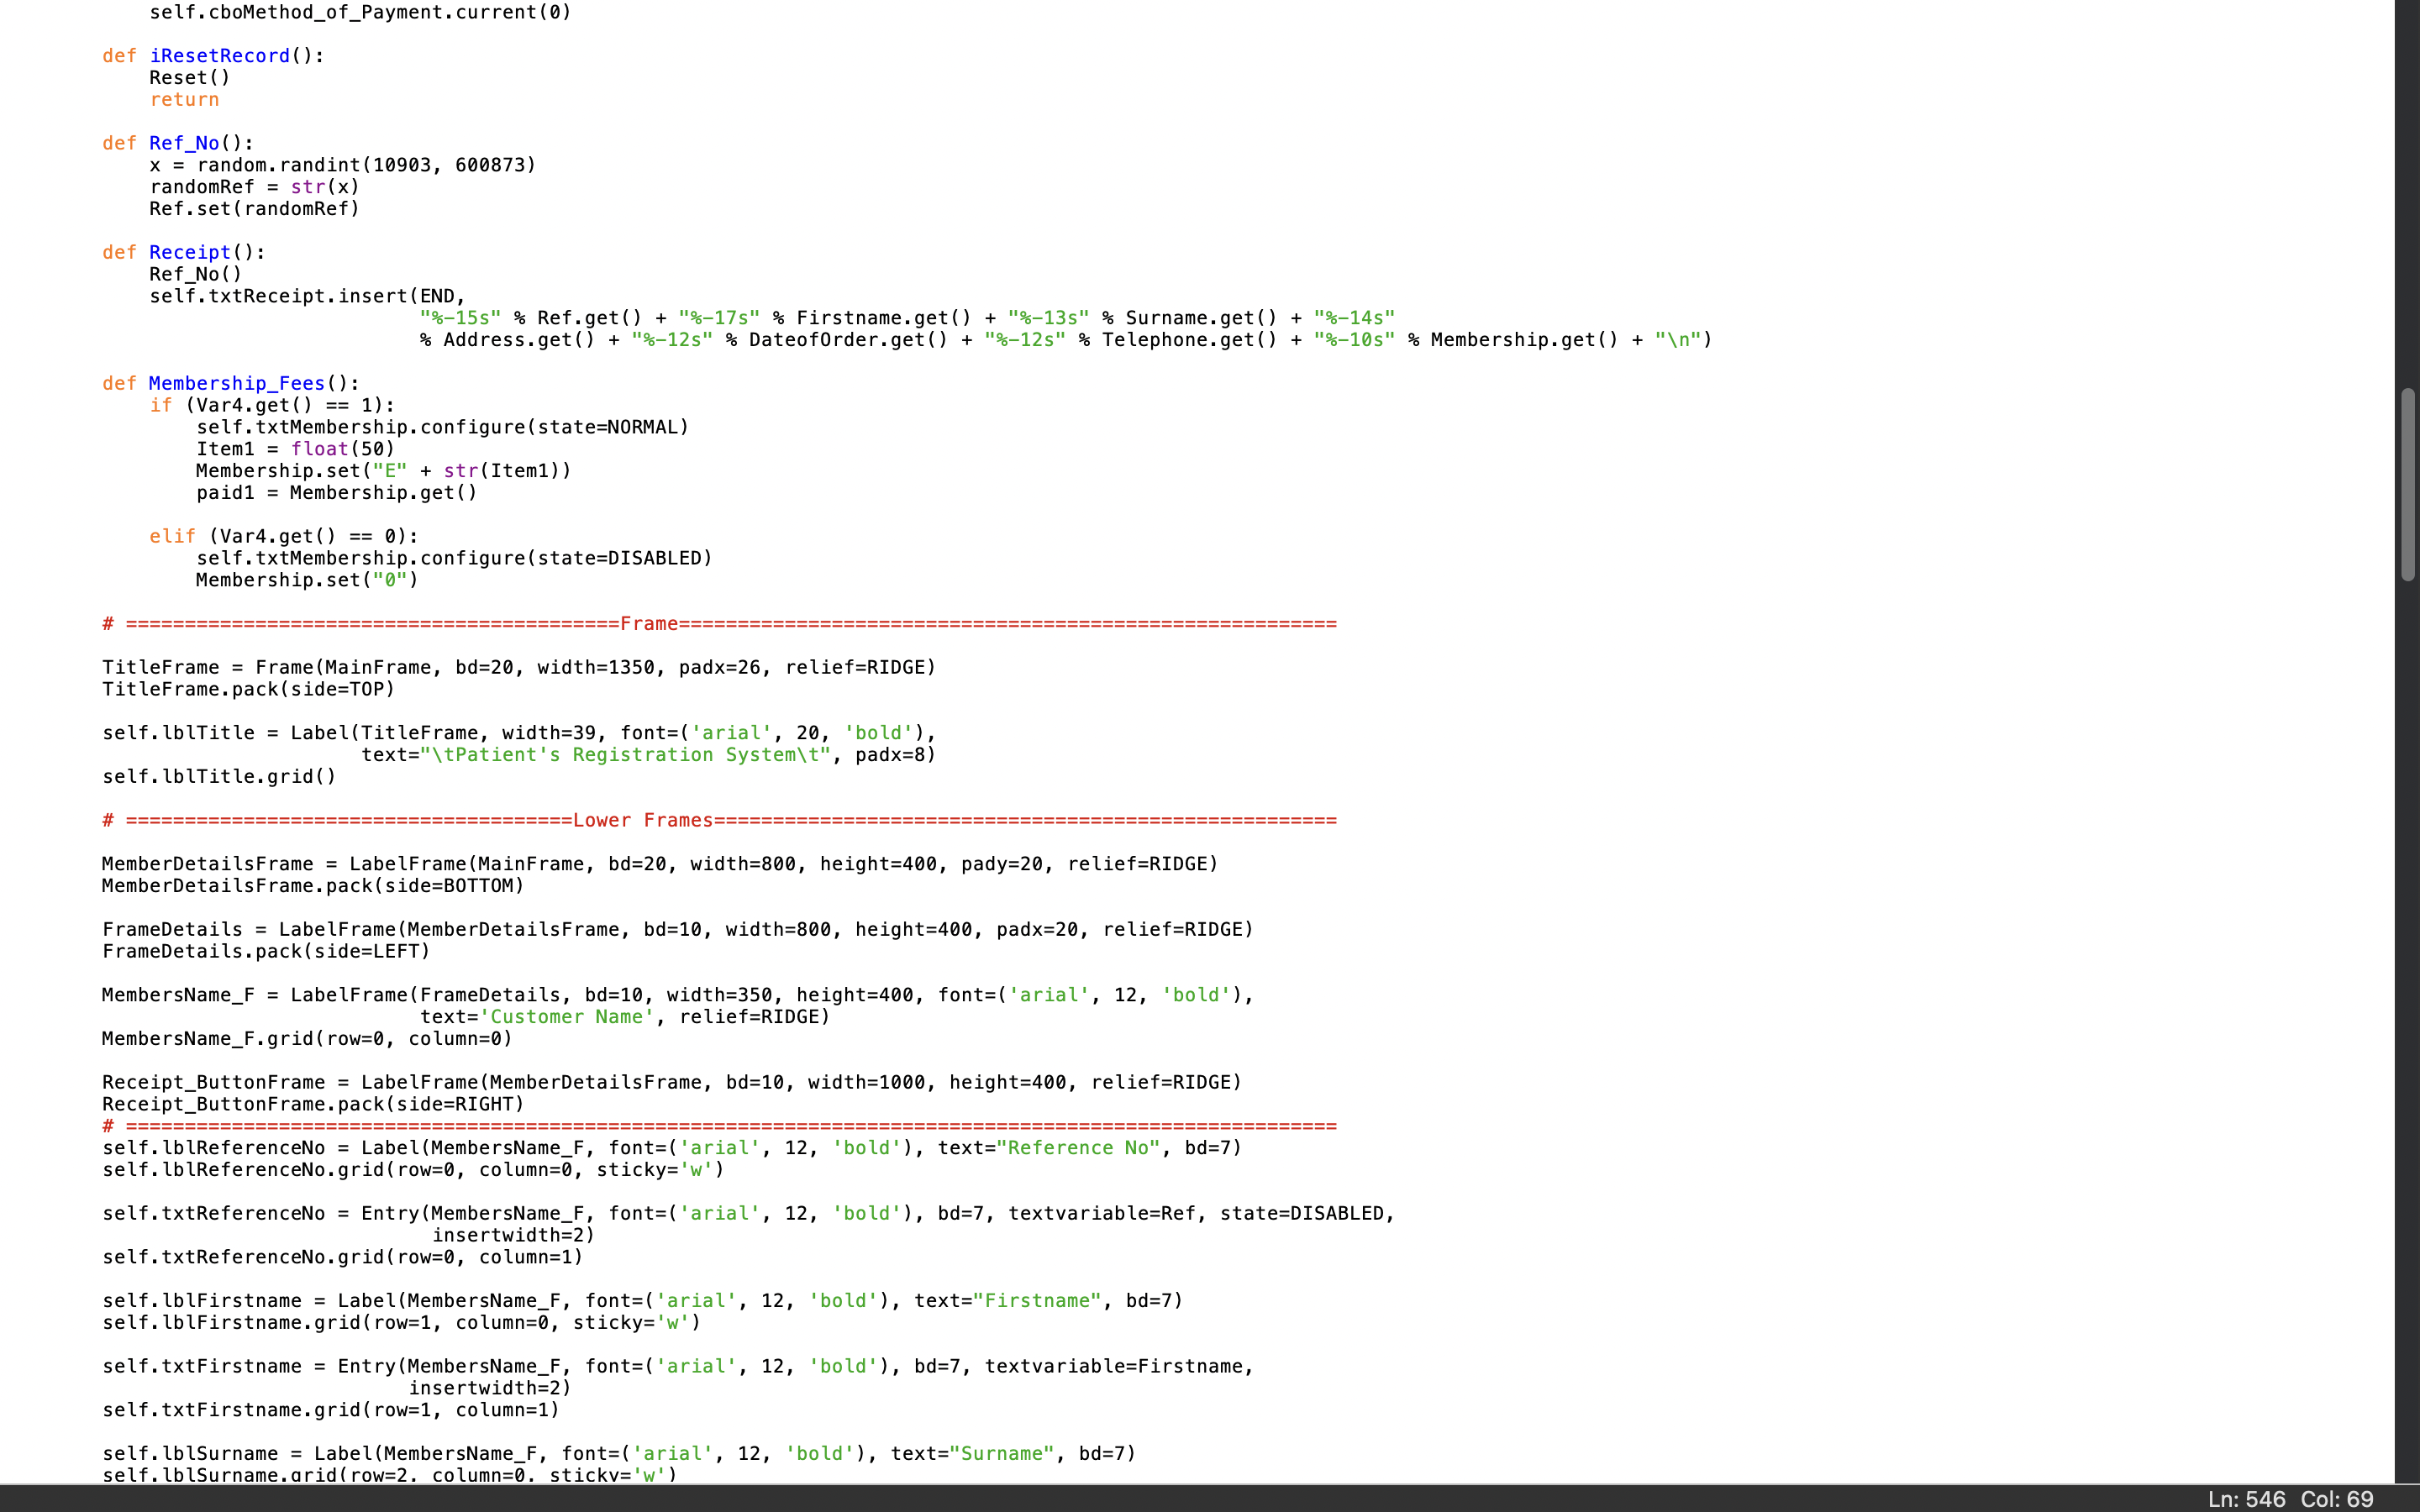 self.cboMethod_of_Payment.current(0)
def iResetRecord():
Reset()
return
def Ref_No():
x = random.randint(10903, 600873)
randomRef = str(x)
Ref.set(randomRef)
def Receipt():
Ref_No()
self.txtReceipt.insert(END,
"%-15s" % Ref.get() + "%-17s" % Firstname.get() + "%-13s" % Surname.get() + "%-14s"
% Address.get() + "%-12s" % DateofOrder.get() + "%-12s" % Telephone.get() + "%-10s" % Membership.get() + "\n")
def Membership_Fees():
if (Var4.get() == 1):
self.txtMembership.configure(state=NORMAL)
Item1 = float(50)
Membership.set("E" + str(Item1))
paid1 = Membership.get()
elif (Var4.get() == 0):
self.txtMembership.configure(state=DISABLED)
Membership.set("0")
# ==========================================Frame========================================================
TitleFrame = Frame(MainFrame, bd=20, width=1350, padx=26, relief=RIDGE)
TitleFrame.pack(side=TOP)
self.lblTitle = Label(TitleFrame, width=39, font=('arial', 20, 'bold'),
text="\tPatient's Registration System\t", padx=8)
self.lblTitle.grid()
# ======================================Lower Frames=====================================================
MemberDetailsFrame = LabelFrame(MainFrame, bd=20, width=800, height=400, pady=20, relief=RIDGE)
MemberDetailsFrame.pack(side=BOTTOM)
FrameDetails = LabelFrame(MemberDetailsFrame, bd=10, width=800, height=400, padx=20, relief=RIDGE)
FrameDetails.pack(side=LEFT)
MembersName_F = LabelFrame(FrameDetails, bd=10, width=350, height=400, font=('arial', 12, 'bold'),
text='Customer Name', relief=RIDGE)
MembersName_F.grid(row=0, column=0)
Receipt_ButtonFrame = LabelFrame(MemberDetailsFrame, bd=10, width=1000, height=400, relief=RIDGE)
Receipt_ButtonFrame.pack(side=RIGHT)
# =======================================================================================================
self.lblReferenceNo = Label(MembersName_F, font=('arial', 12, 'bold'), text="Reference No", bd=7)
self.lblReferenceNo.grid(row=0, column=0, sticky='w')
self.txtReferenceNo = Entry(MembersName_F, font=('arial', 12, 'bold'), bd=7, textvariable=Ref, state=DISABLED,
insertwidth=2)
self.txtReferenceNo.grid(row=0, column=1)
self.lblFirstname = Label(MembersName_F, font=('arial', 12, 'bold'), text="Firstname", bd=7)
self.lblFirstname.grid(row=1, column=0, sticky='w')
self.txtFirstname = Entry(MembersName_F, font=('arial', 12, 'bold'), bd=7, textvariable=Firstname,
insertwidth=2)
self.txtFirstname.grid(row=1, column=1)
self.lblSurname = Label(MembersName_F, font=('arial', 12, 'bold'), text="Surname", bd=7)
self.lblSurname.grid(row=2, column=0, sticky='w')
Ln: 546 Col: 69